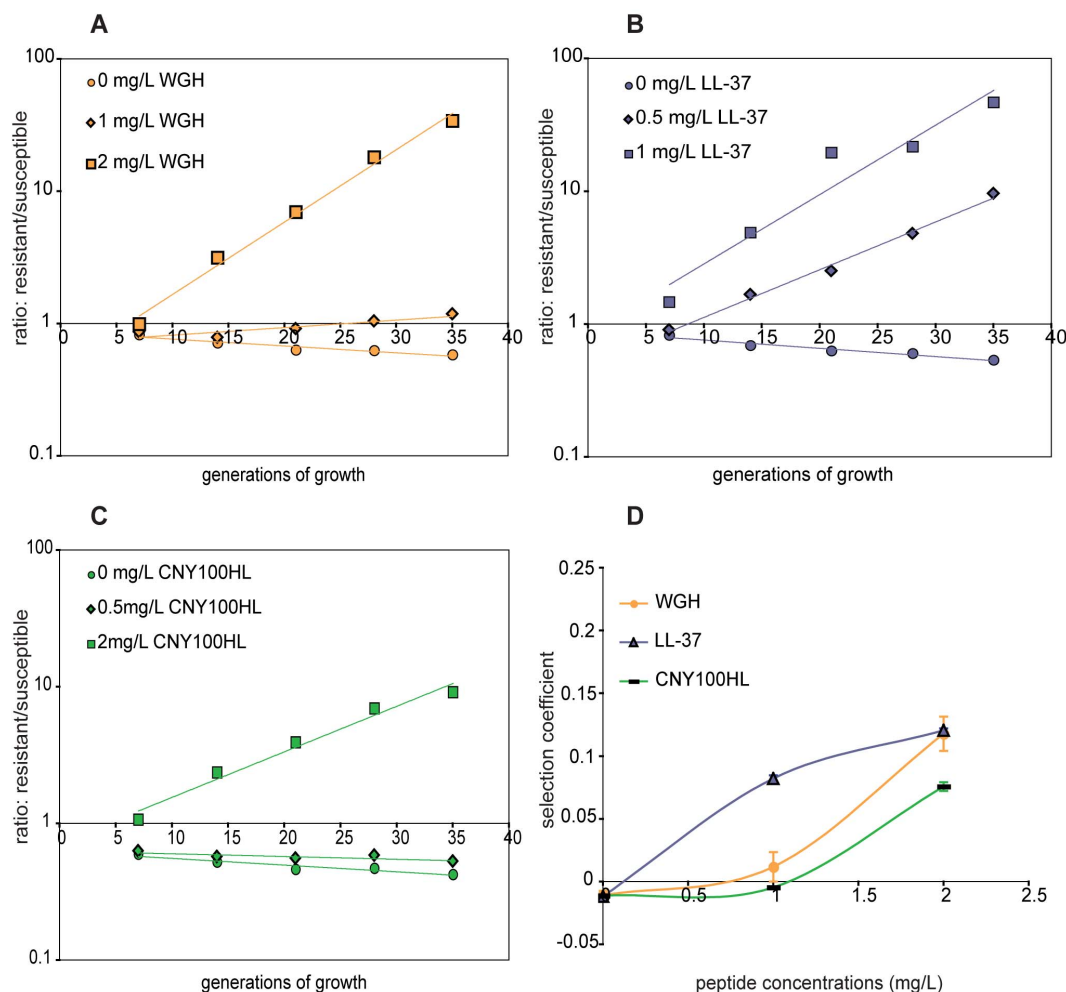 A
ratio: resistant/susceptible
100
10
1
0.1
0 mg/L WGH
1 mg/L WGH
2 mg/L WGH
0 5 10 15 20 25 30 35 40
generations of growth
B
ratio: resistant/susceptible
100
10
1
0.1
0 mg/L LL-37
0.5 mg/L LL-37
1 mg/L LL-37
0 5 10 15 20 25 30 35 40
generations of growth
C
ratio: resistant/susceptible
100
10
1
0.1
0 mg/L CNY100HL
0.5mg/L CNY100HL
2mg/L CNY100HL
0 5 10 15 20 25 30 35 40
generations of growth
D
selection coefficient
0.25
0.2
0.15
0.1
0.05
0
-0.05
WGH
LL-37
CNY100HL
0 0.5 1 1.5 2 2.5
peptide concentrations (mg/L)